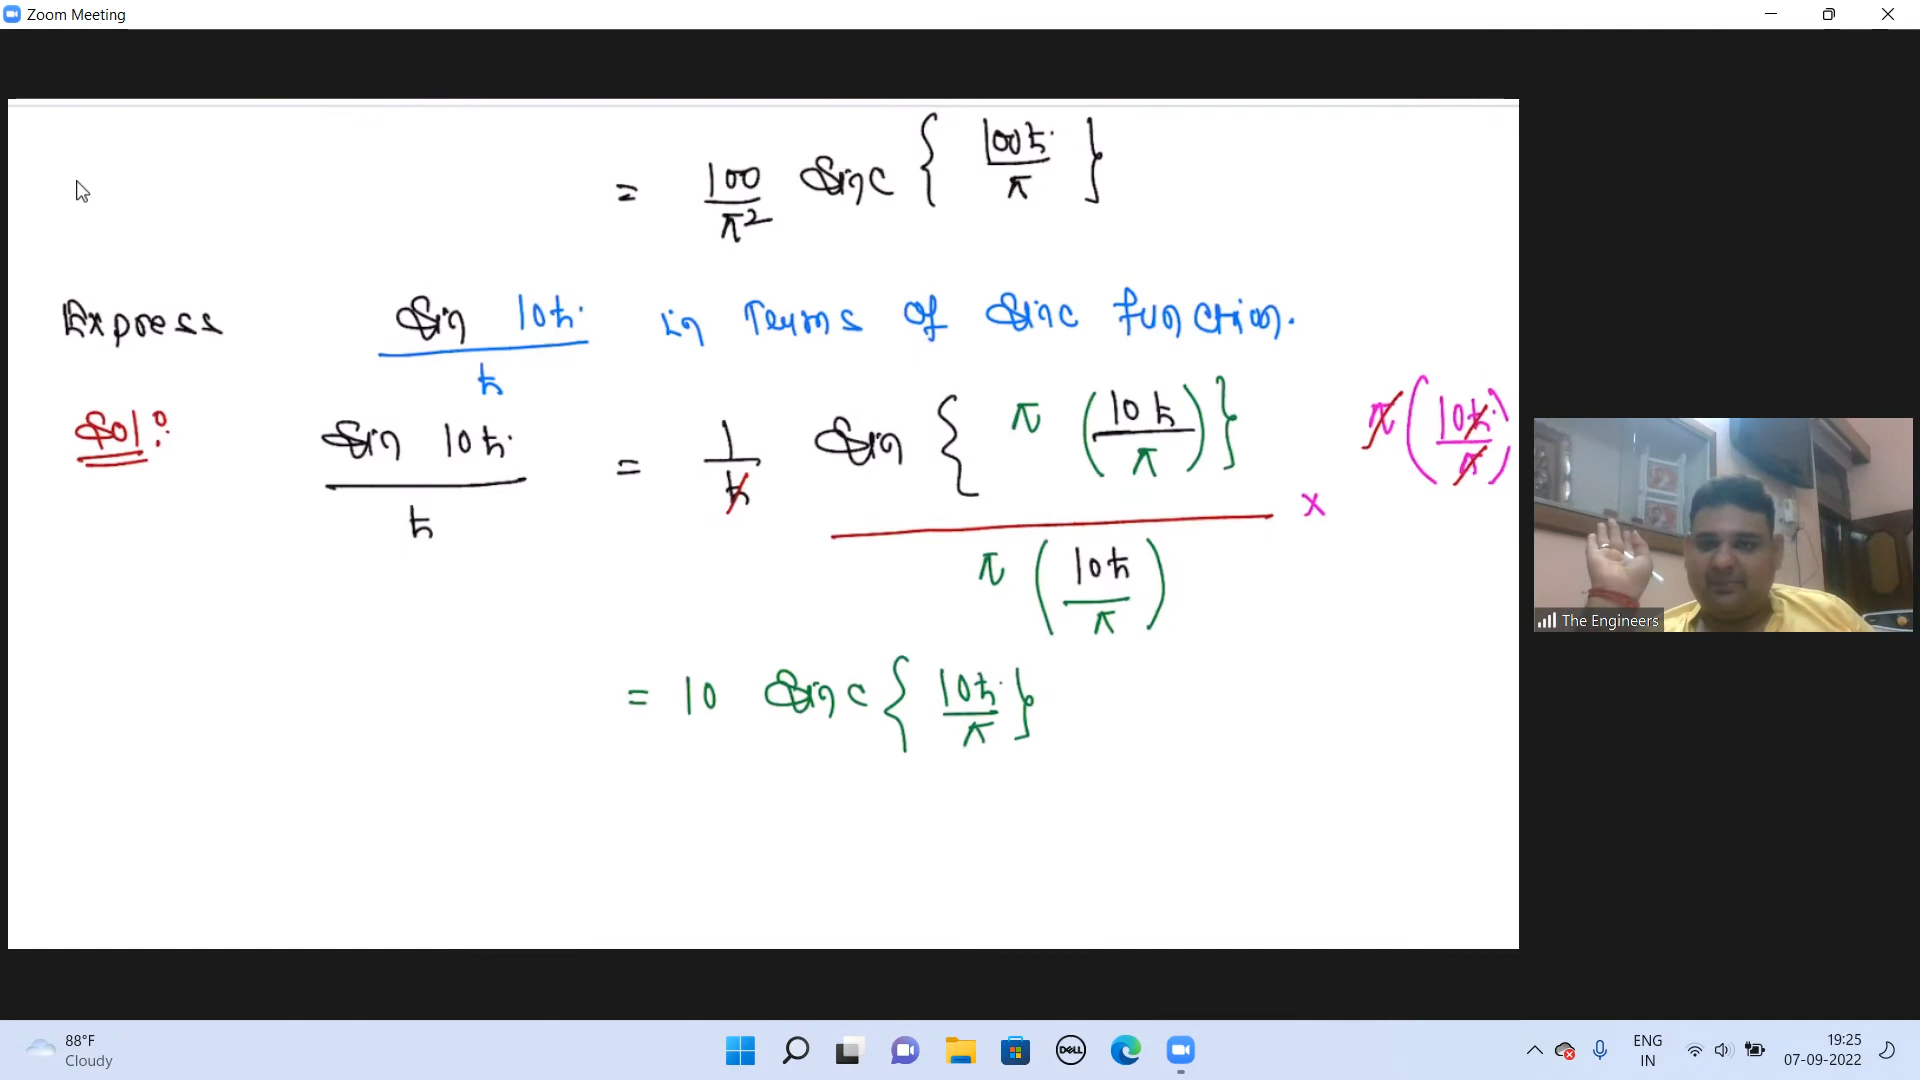 Zoom Meeting
= 100/π² Sinc { 100t/π }
Express Sin 10t/t in Terms of Sinc function.
Sol: Sin 10t/t = 1/t Sin { π (10t/π) } / π (10t/π) × π (10t/π)
= 10 Sinc { 10t/π }
The Engineers
88°F
Cloudy
DELL
ENG
IN
19:25
07-09-2022